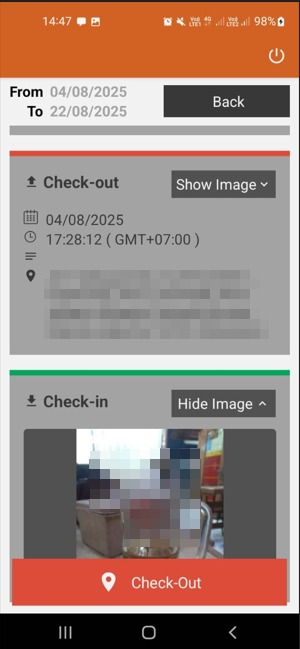 14:47 98%
From 04/08/2025
To 22/08/2025
Back
Check-out
Show Image
04/08/2025
17:28:12 ( GMT+07:00 )
Check-in
Hide Image
Check-Out